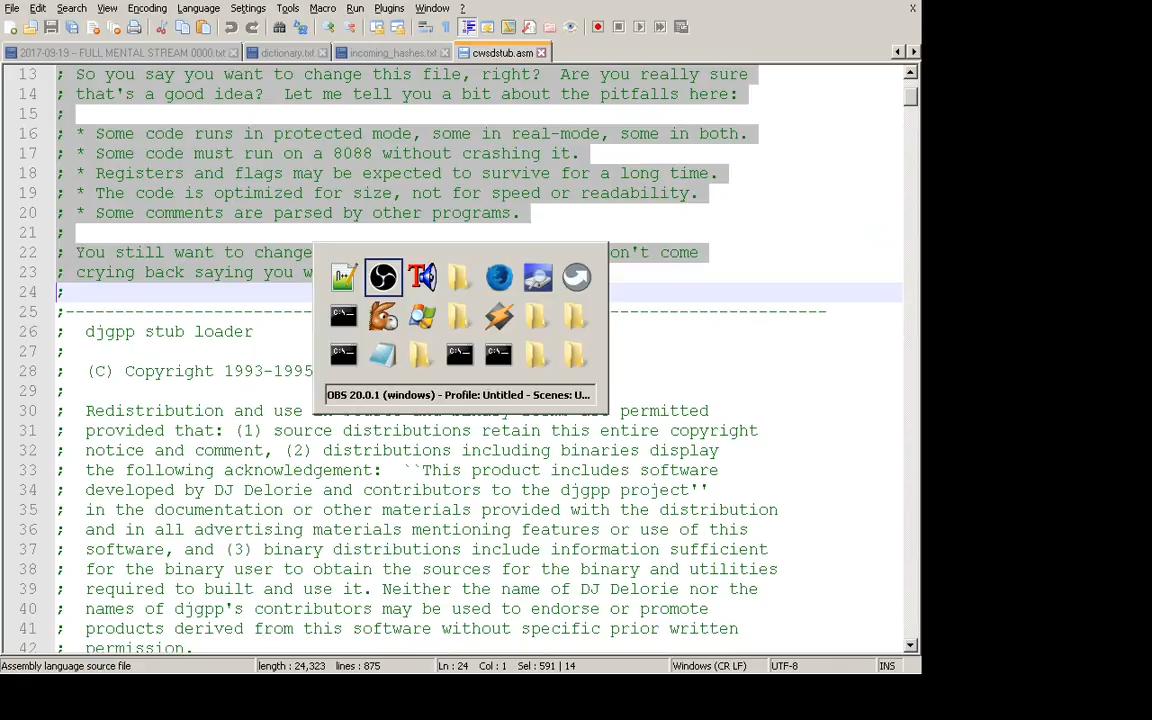 File Edit Search View Encoding Language Settings Tools Macro Run Plugins Window ? X
2017-09-19 – FULL MENTAL STREAM 0000.txt dictionary.txt incoming_hashes.txt cwsdstub.asm
13 ; So you say you want to change this file, right?  Are you really sure
14 ; that's a good idea?  Let me tell you a bit about the pitfalls here:
15 ;
16 ; * Some code runs in protected mode, some in real-mode, some in both.
17 ; * Some code must run on a 8088 without crashing it.
18 ; * Registers and flags may be expected to survive for a long time.
19 ; * The code is optimized for size, not for speed or readability.
20 ; * Some comments are parsed by other programs.
21 ;
22 ; You still want to change on't come
23 ; crying back saying you w
24 ;
25 ;-----------------------------------------------------------------------------
26 ;  djgpp stub loader
27 ;
28 ;  (C) Copyright 1993-1995
29 ;
30 ;  Redistribution and use permitted
31 ;  provided that: (1) source distributions retain this entire copyright
32 ;  notice and comment, (2) distributions including binaries display
33 ;  the following acknowledgement:  ``This product includes software
34 ;  developed by DJ Delorie and contributors to the djgpp project''
35 ;  in the documentation or other materials provided with the distribution
36 ;  and in all advertising materials mentioning features or use of this
37 ;  software, and (3) binary distributions include information sufficient
38 ;  for the binary user to obtain the sources for the binary and utilities
39 ;  required to built and use it. Neither the name of DJ Delorie nor the
40 ;  names of djgpp's contributors may be used to endorse or promote
41 ;  products derived from this software without specific prior written
42 ;  permission.
OBS 20.0.1 (windows) - Profile: Untitled - Scenes: U...
Assembly language source file length : 24,323 lines : 875 Ln : 24 Col : 1 Sel : 591 | 14 Windows (CR LF) UTF-8 INS